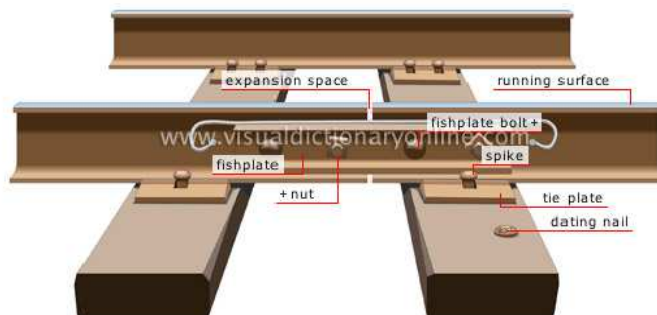 expansion space
running surface
www.visualdictionaryonline.com
fishplate bolt+
fishplate
spike
+nut
tie plate
dating nail